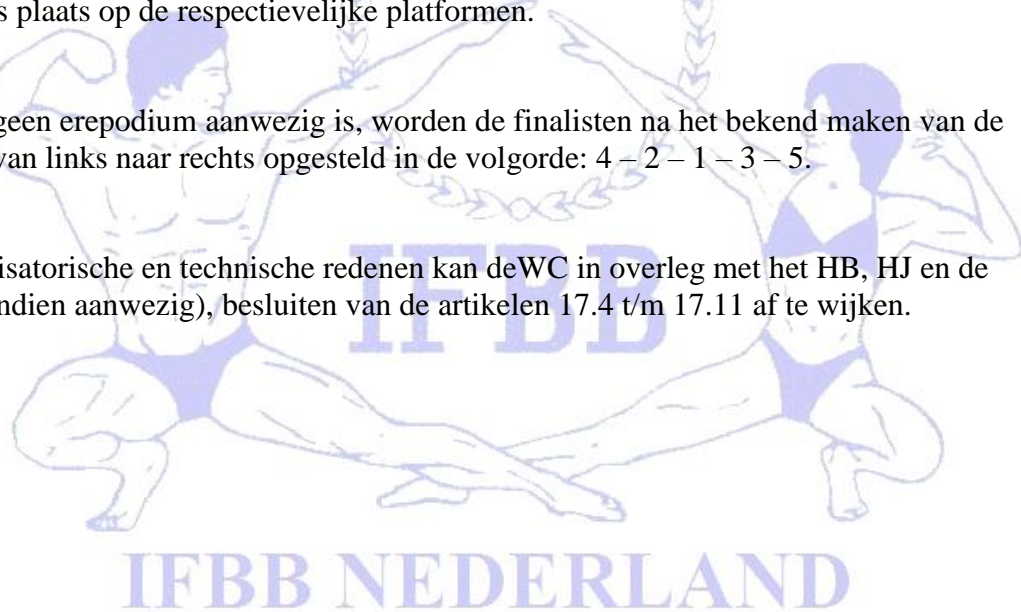 s plaats op de respectievelijke platformen.
geen erepodium aanwezig is, worden de finalisten na het bekend maken van de
van links naar rechts opgesteld in de volgorde: 4 – 2 – 1 – 3 – 5.
isatorische en technische redenen kan deWC in overleg met het HB, HJ en de
ndien aanwezig), besluiten van de artikelen 17.4 t/m 17.11 af te wijken.
IFBB
IFBB NEDERLAND